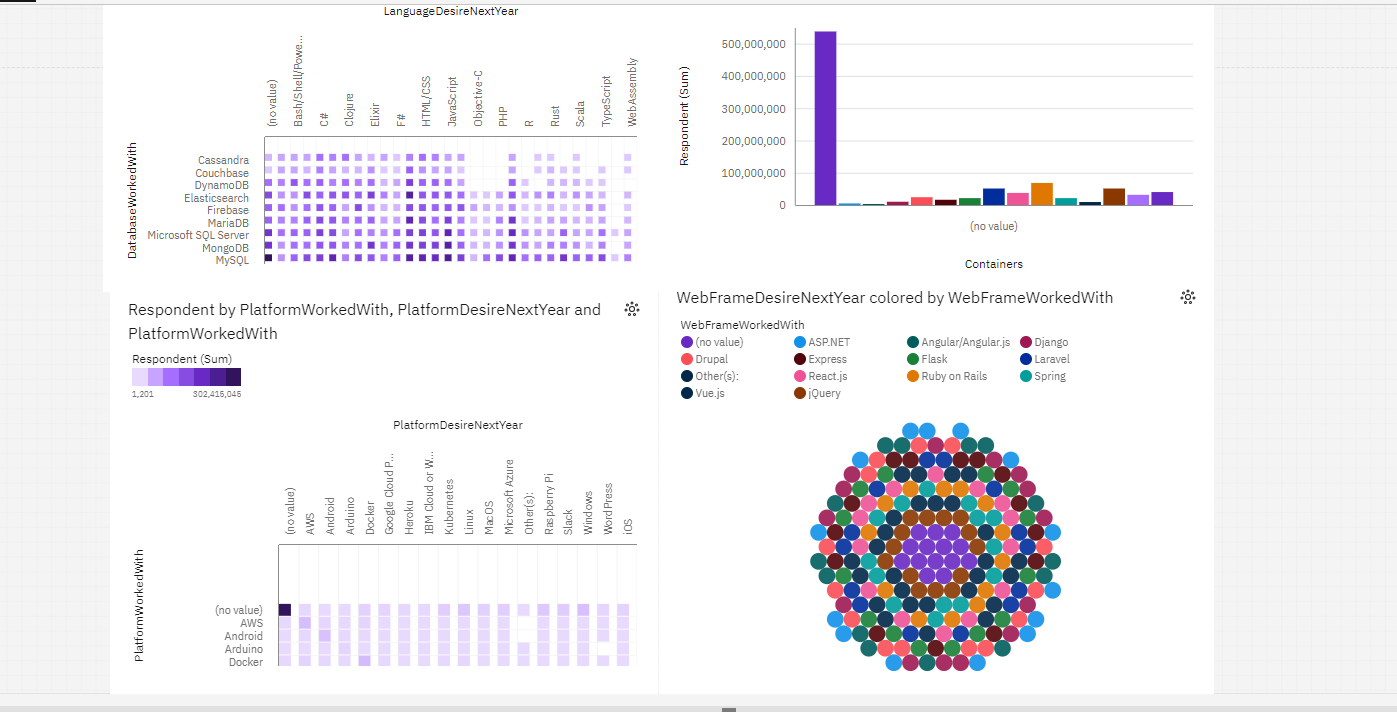 LanguageDesireNextYear
(no value)
Bash/Shell/Powe...
C#
Clojure
Elixir
F#
HTML/CSS
JavaScript
Objective-C
PHP
R
Rust
Scala
TypeScript
WebAssembly
DatabaseWorkedWith
Cassandra
Couchbase
DynamoDB
Elasticsearch
Firebase
MariaDB
Microsoft SQL Server
MongoDB
MySQL
Respondent (Sum)
500,000,000
400,000,000
300,000,000
200,000,000
100,000,000
0
(no value)
Containers
Respondent by PlatformWorkedWith, PlatformDesireNextYear and
PlatformWorkedWith
Respondent (Sum)
1,201 302,415,045
PlatformDesireNextYear
(no value)
AWS
Android
Arduino
Docker
Google Cloud P...
Heroku
IBM Cloud or W...
Kubernetes
Linux
MacOS
Microsoft Azure
Other(s):
Raspberry Pi
Slack
Windows
WordPress
iOS
PlatformWorkedWith
(no value)
AWS
Android
Arduino
Docker
WebFrameDesireNextYear colored by WebFrameWorkedWith
WebFrameWorkedWith
(no value) ASP.NET Angular/Angular.js Django
Drupal Express Flask Laravel
Other(s): React.js Ruby on Rails Spring
Vue.js jQuery